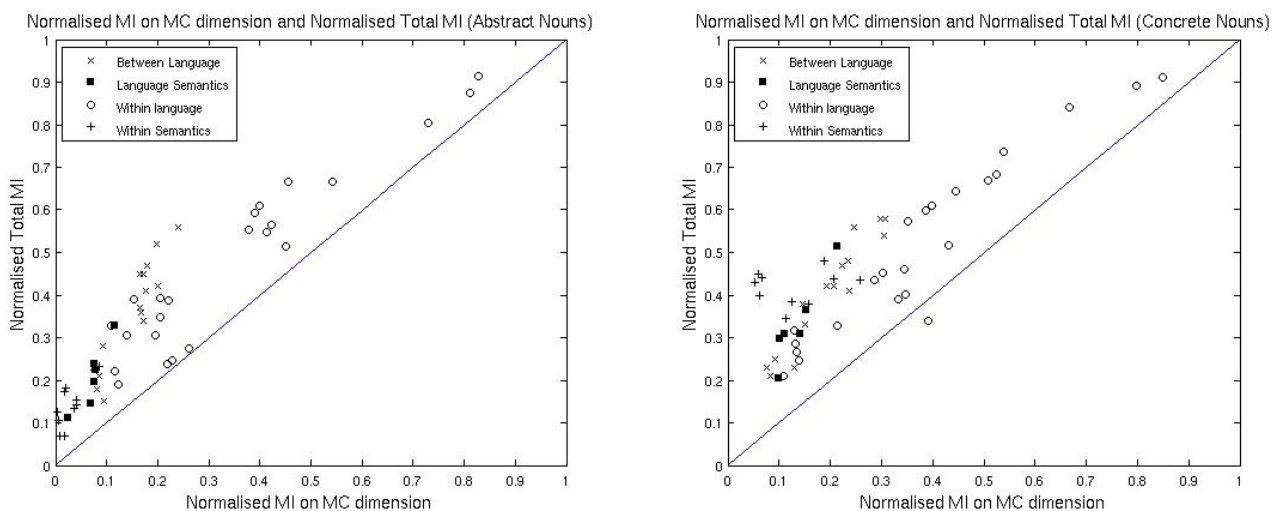 Normalised MI on MC dimension and Normalised Total MI (Abstract Nouns)
1
0.9
0.8
0.7
0.6
0.5
0.4
0.3
0.2
0.1
0
Normalised Total MI
Between Language
Language Semantics
Within language
Within Semantics
0 0.1 0.2 0.3 0.4 0.5 0.6 0.7 0.8 0.9 1
Normalised MI on MC dimension
Normalised MI on MC dimension and Normalised Total MI (Concrete Nouns)
1
0.9
0.8
0.7
0.6
0.5
0.4
0.3
0.2
0.1
0
Normalised Total MI
Between Language
Language Semantics
Within language
Within Semantics
0 0.1 0.2 0.3 0.4 0.5 0.6 0.7 0.8 0.9 1
Normalised MI on MC dimension